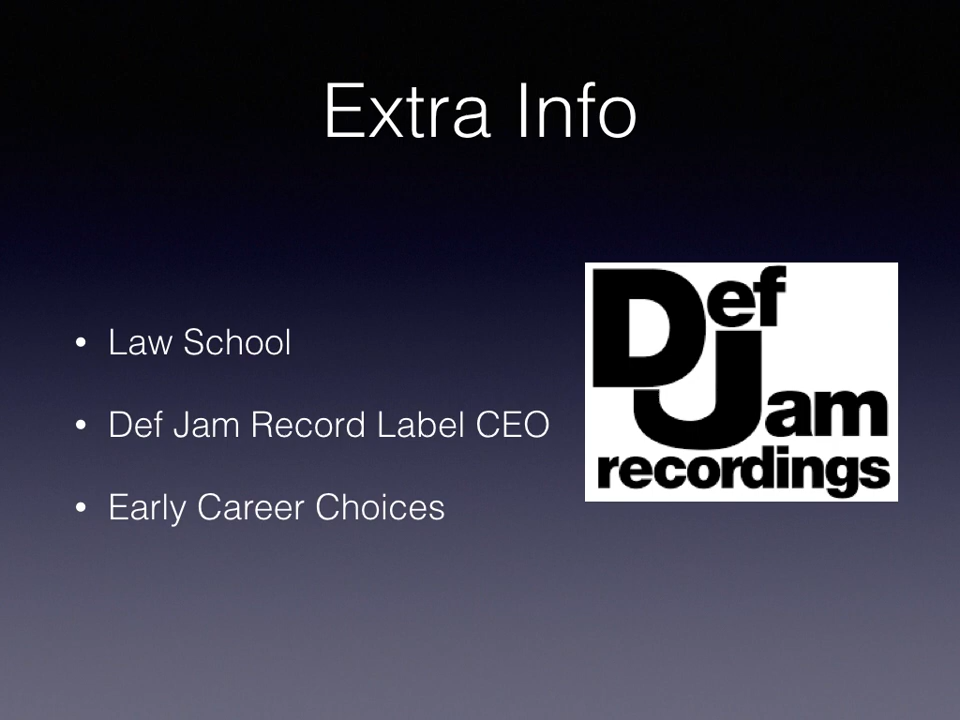 Extra Info
• Law School
• Def Jam Record Label CEO
• Early Career Choices
Def
Jam
recordings